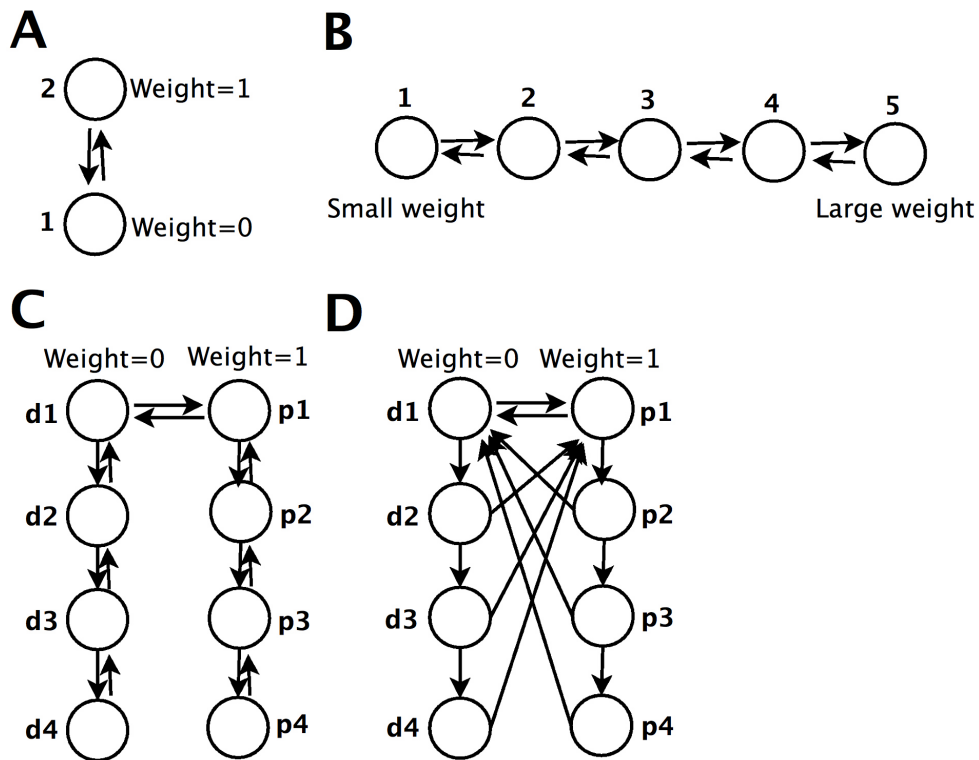 A
2 Weight=1
1 Weight=0
B
1 2 3 4 5
Small weight Large weight
C
Weight=0 Weight=1
d1 p1
d2 p2
d3 p3
d4 p4
D
Weight=0 Weight=1
d1 p1
d2 p2
d3 p3
d4 p4